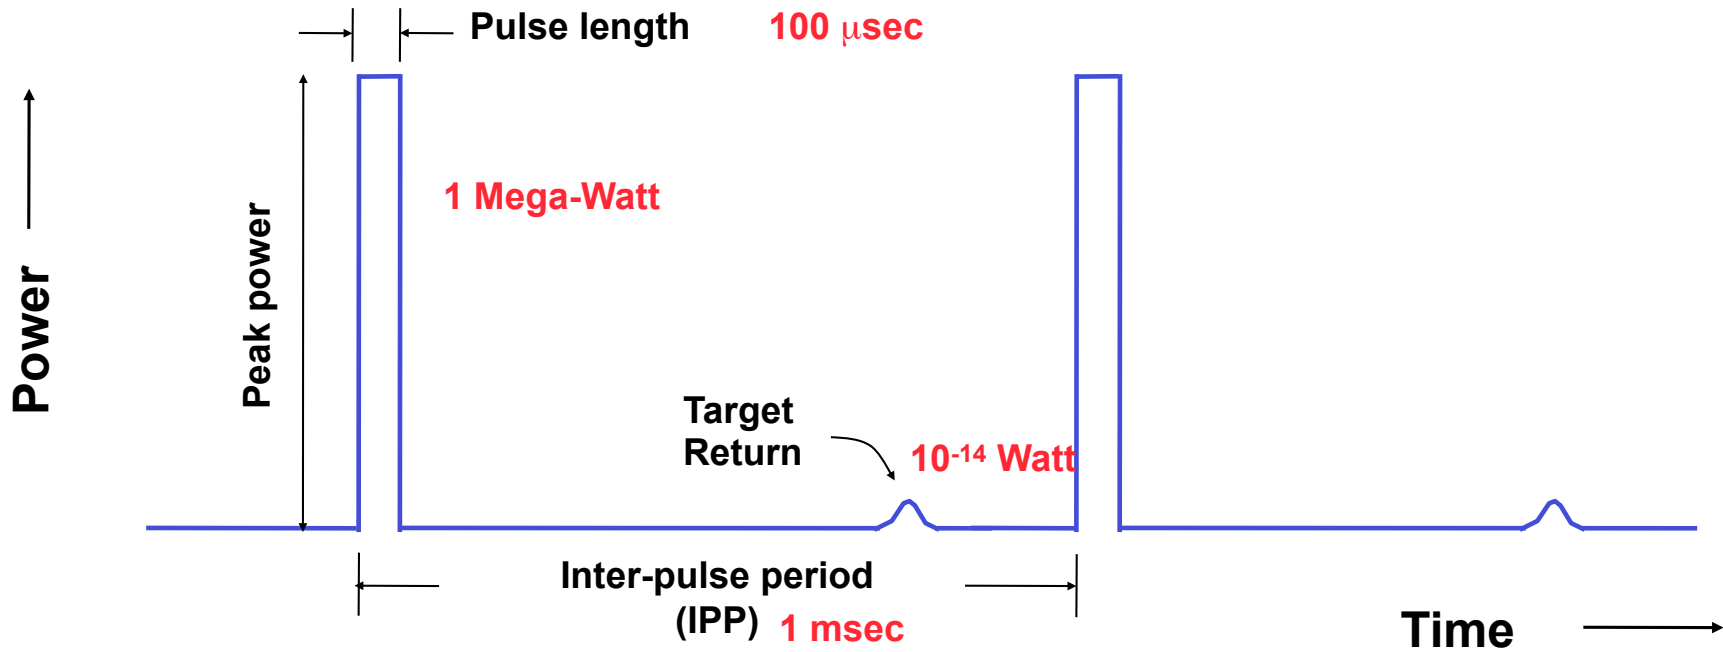 Pulse length 100 μsec
Power
Peak power
1 Mega-Watt
Target
Return
10-14 Watt
Inter-pulse period
(IPP) 1 msec
Time